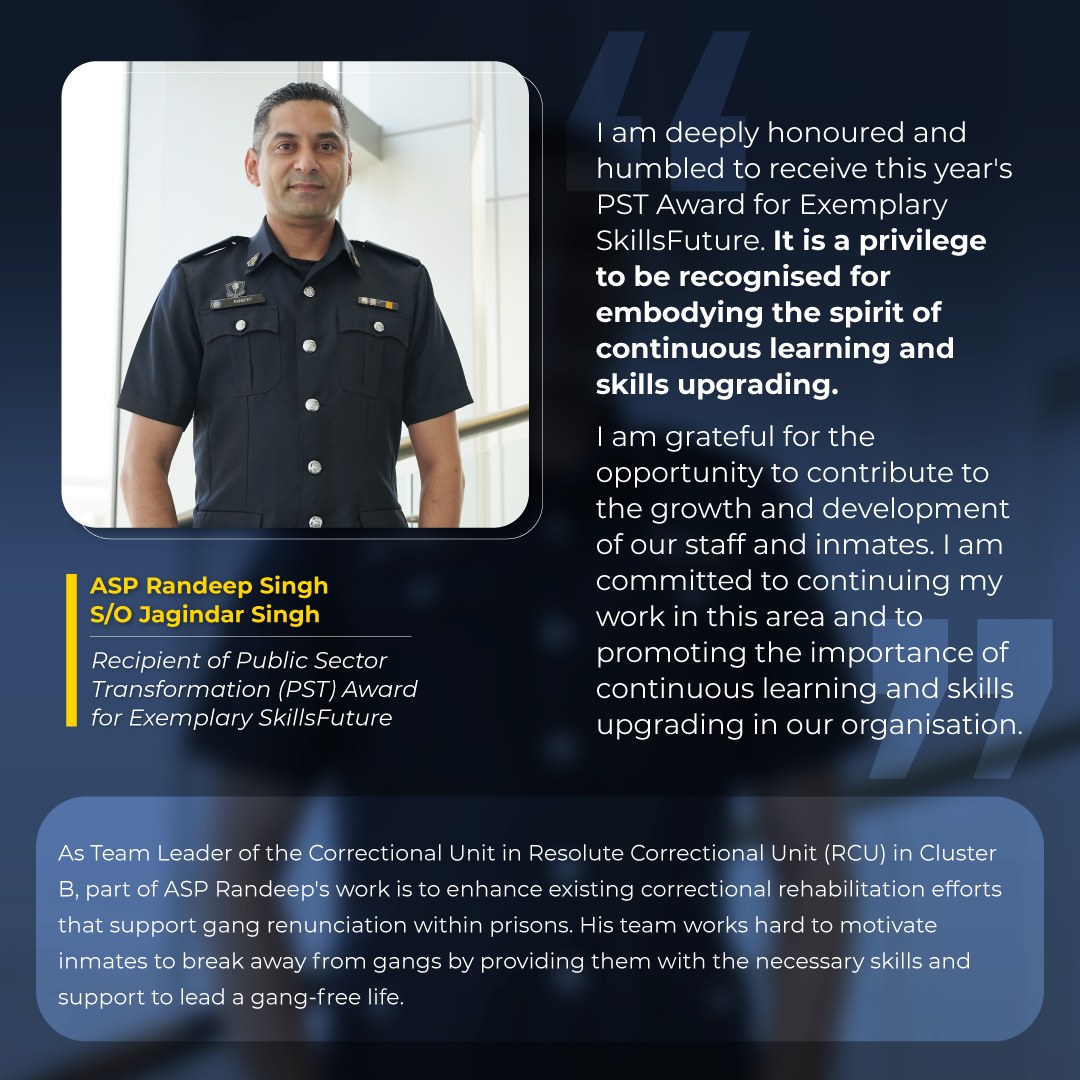 I am deeply honoured and
humbled to receive this year's
PST Award for Exemplary
SkillsFuture. It is a privilege
to be recognised for
embodying the spirit of
continuous learning and
skills upgrading.
I am grateful for the
opportunity to contribute to
the growth and development
of our staff and inmates. I am
committed to continuing my
work in this area and to
promoting the importance of
continuous learning and skills
upgrading in our organisation.
RANDEEP
ASP Randeep Singh
S/O Jagindar Singh
Recipient of Public Sector
Transformation (PST) Award
for Exemplary SkillsFuture
As Team Leader of the Correctional Unit in Resolute Correctional Unit (RCU) in Cluster
B, part of ASP Randeep's work is to enhance existing correctional rehabilitation efforts
that support gang renunciation within prisons. His team works hard to motivate
inmates to break away from gangs by providing them with the necessary skills and
support to lead a gang-free life.